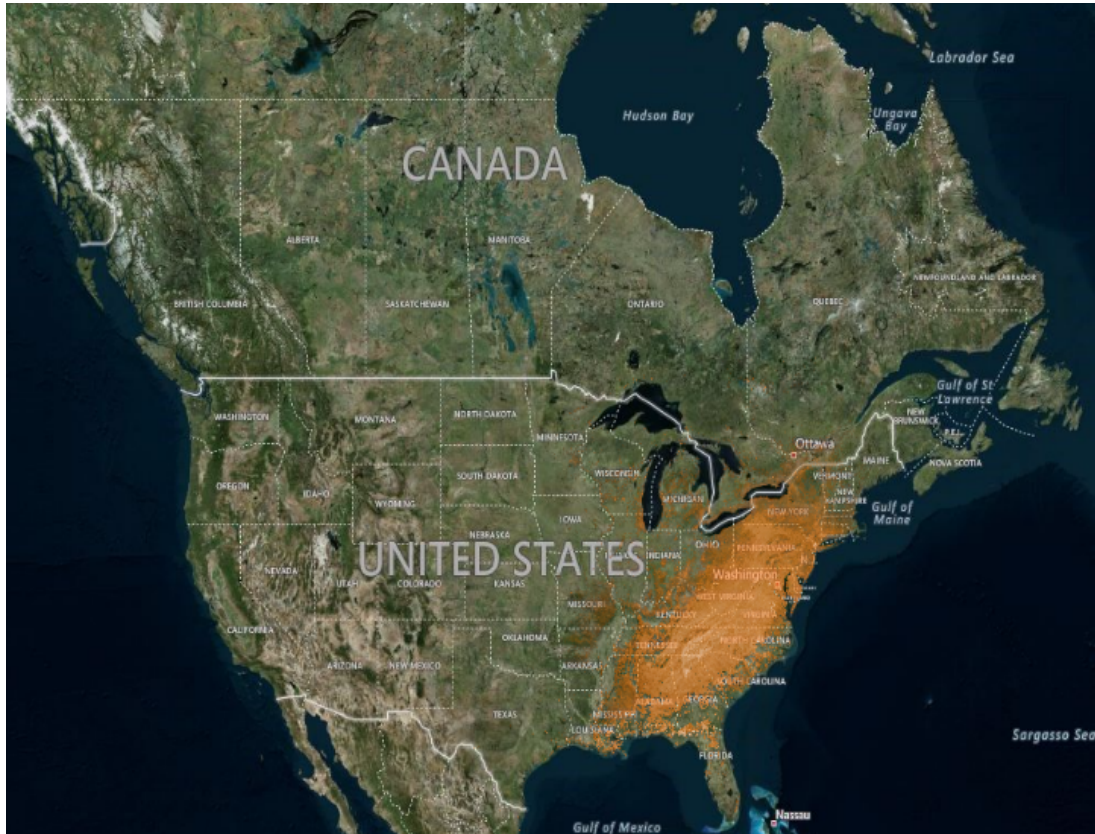 Labrador Sea
Hudson Bay
Ungava
Bay
CANADA
ALBERTA
MANITOBA
NEWFOUNDLAND AND LABRADOR
BRITISH COLUMBIA
SASKATCHEWAN
ONTARIO
QUEBEC
Gulf of St
Lawrence
WASHINGTON
MONTANA
NORTH DAKOTA
NEW
BRUNSWICK
P.E.I.
MINNESOTA
Ottawa
MAINE
NOVA SCOTIA
WISCONSIN
VERMONT
SOUTH DAKOTA
OREGON
IDAHO
MICHIGAN
NEW
HAMPSHIRE
WYOMING
NEW YORK
Gulf of
Maine
IOWA
NEBRASKA
OHIO
PENNSYLVANIA
UNITED STATES
INDIANA
NEVADA
UTAH
COLORADO
KANSAS
Washington
WEST VIRGINIA
MISSOURI
KENTUCKY
VIRGINIA
CALIFORNIA
OKLAHOMA
TENNESSEE
NORTH CAROLINA
ARIZONA
NEW MEXICO
ARKANSAS
SOUTH CAROLINA
ALABAMA
GEORGIA
TEXAS
MISSISSIPPI
LOUISIANA
Sargasso Sea
FLORIDA
Nassau
Gulf of Mexico